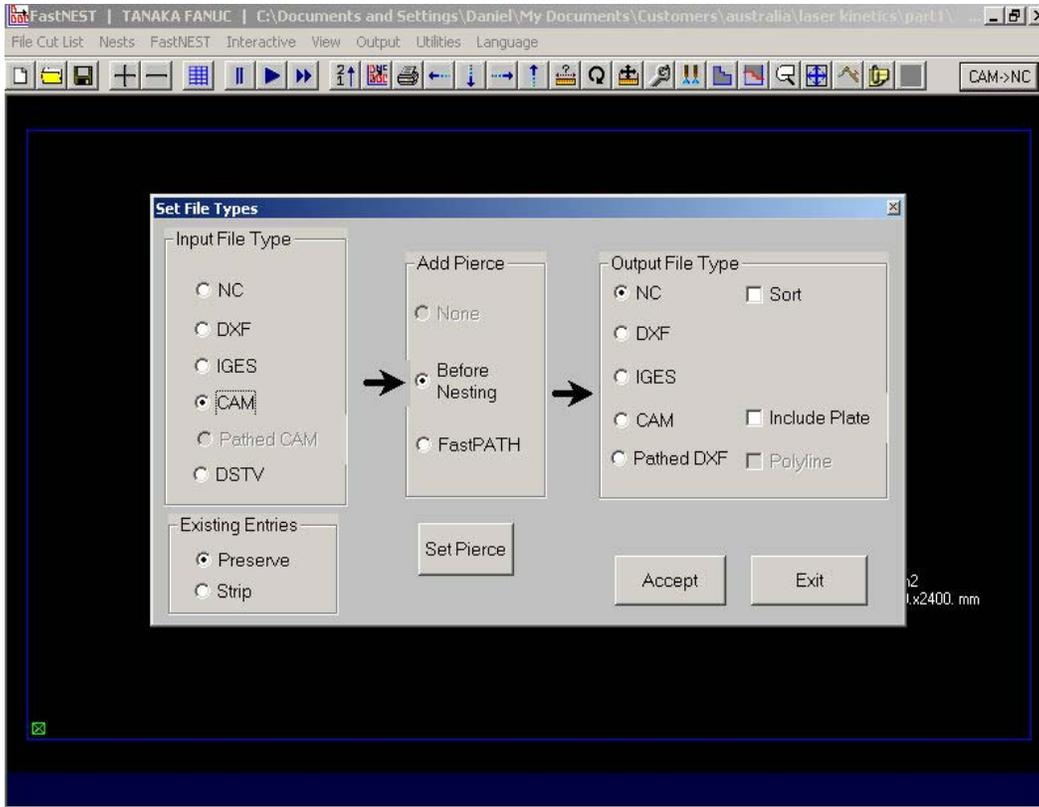 FastNEST | TANAKA FANUC | C:\Documents and Settings\Daniel\My Documents\Customers\australia\laser kinetics\part1\ ...
File Cut List Nests FastNEST Interactive View Output Utilities Language
CAM->NC
Set File Types
Input File Type
NC
DXF
IGES
CAM
Pathed CAM
DSTV
Existing Entries
Preserve
Strip
Add Pierce
None
Before
Nesting
FastPATH
Set Pierce
Output File Type
NC
Sort
DXF
IGES
CAM
Include Plate
Pathed DXF
Polyline
Accept
Exit
.x2400. mm